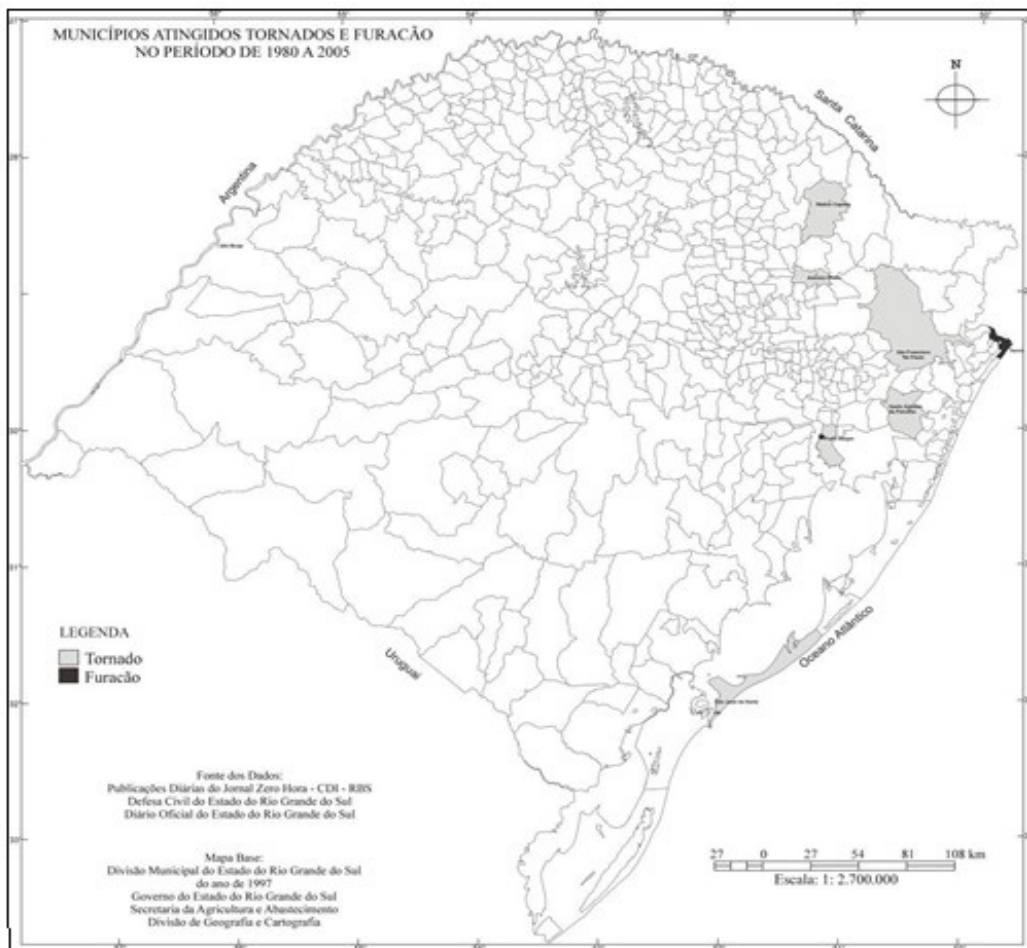 MUNICÍPIOS ATINGIDOS TORNADOS E FURACÃO
NO PERÍODO DE 1980 A 2005
N
Santa Catarina
Argentina
Oceano Atlântico
Uruguai
LEGENDA
Tornado
Furacão
Fonte dos Dados:
Publicações Diárias do Jornal Zero Hora - CDI - RBS
Defesa Civil do Estado do Rio Grande do Sul
Diário Oficial do Estado do Rio Grande do Sul
Mapa Base:
Divisão Municipal do Estado do Rio Grande do Sul
do ano de 1997
Governo do Estado do Rio Grande do Sul
Secretaria da Agricultura e Abastecimento
Divisão de Geografia e Cartografia
27 0 27 54 81 108 km
Escala: 1: 2.700.000